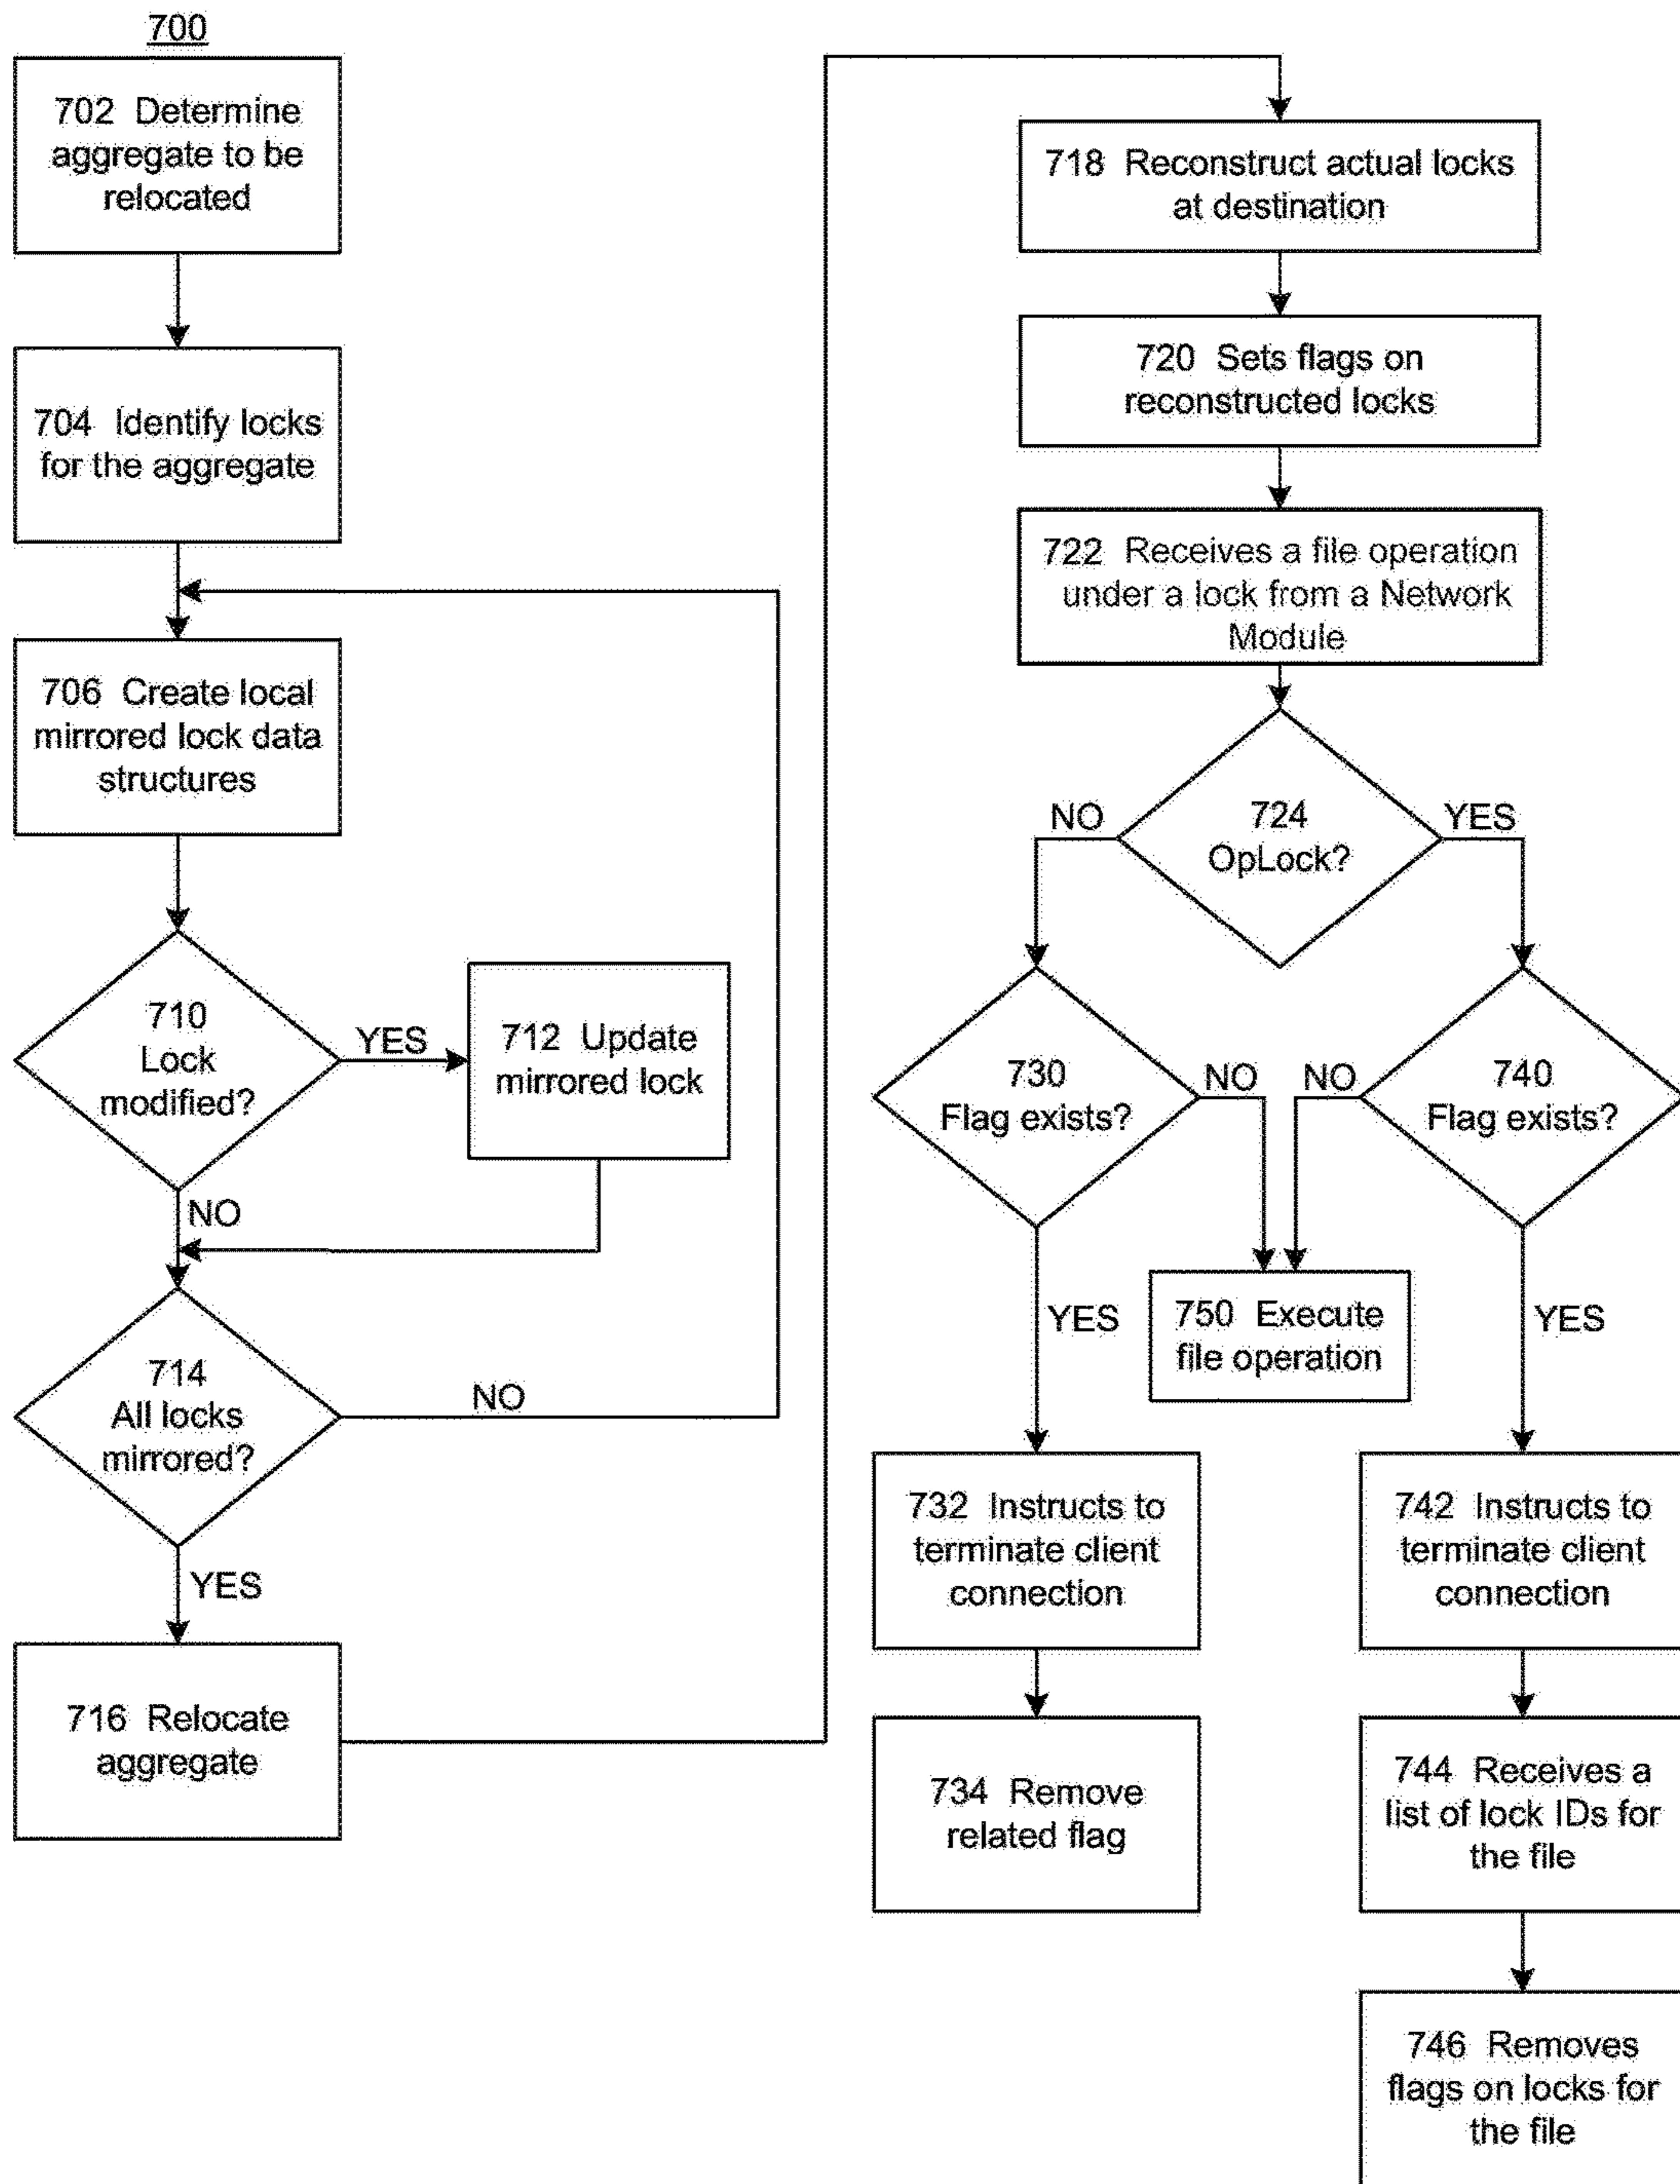 700
702 Determine
aggregate to be
relocated
704 Identify locks
for the aggregate
706 Create local
mirrored lock data
structures
710
Lock
modified?
YES
712 Update
mirrored lock
NO
714
All locks
mirrored?
NO
YES
716 Relocate
aggregate
718 Reconstruct actual locks
at destination
720 Sets flags on
reconstructed locks
722 Receives a file operation
under a lock from a Network
Module
NO
724
OpLock?
YES
730
Flag exists?
NO
NO
740
Flag exists?
YES
750 Execute
file operation
YES
732 Instructs to
terminate client
connection
742 Instructs to
terminate client
connection
734 Remove
related flag
744 Receives a
list of lock IDs for
the file
746 Removes
flags on locks for
the file